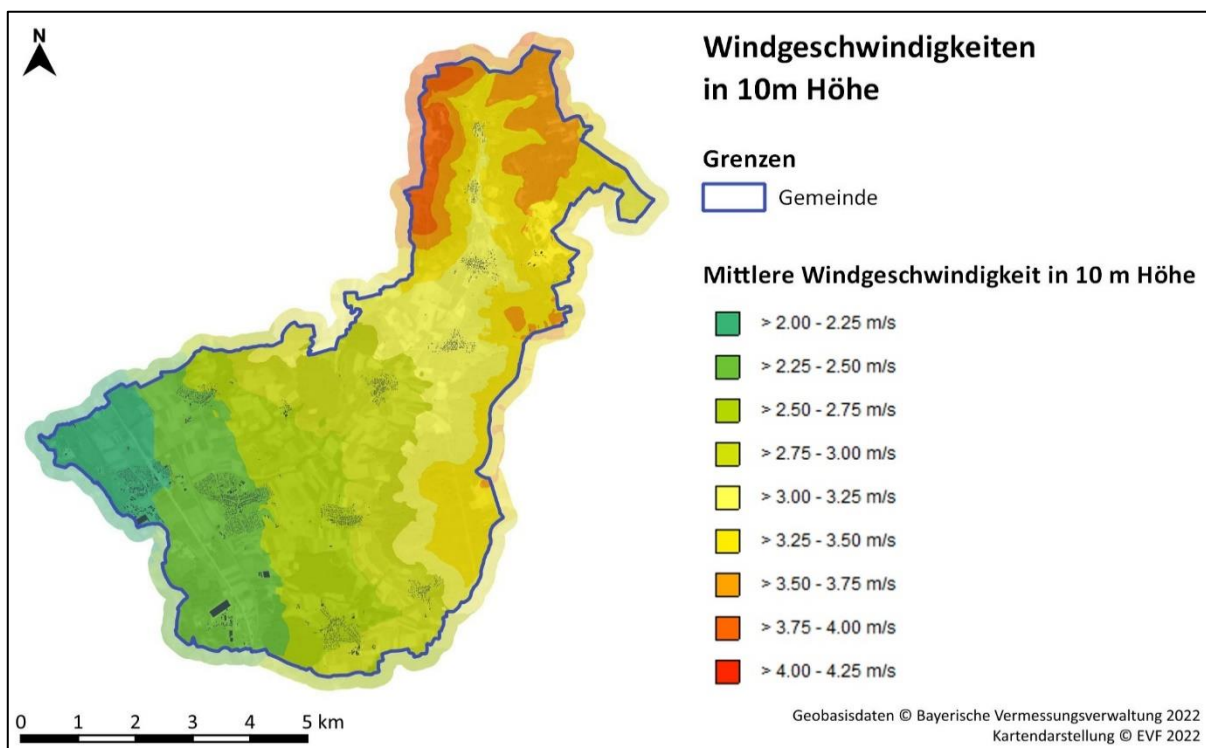 N
Windgeschwindigkeiten
in 10m Höhe
Grenzen
Gemeinde
Mittlere Windgeschwindigkeit in 10 m Höhe
> 2.00 - 2.25 m/s
> 2.25 - 2.50 m/s
> 2.50 - 2.75 m/s
> 2.75 - 3.00 m/s
> 3.00 - 3.25 m/s
> 3.25 - 3.50 m/s
> 3.50 - 3.75 m/s
> 3.75 - 4.00 m/s
> 4.00 - 4.25 m/s
0 1 2 3 4 5 km
Geobasisdaten © Bayerische Vermessungsverwaltung 2022
Kartendarstellung © EVF 2022